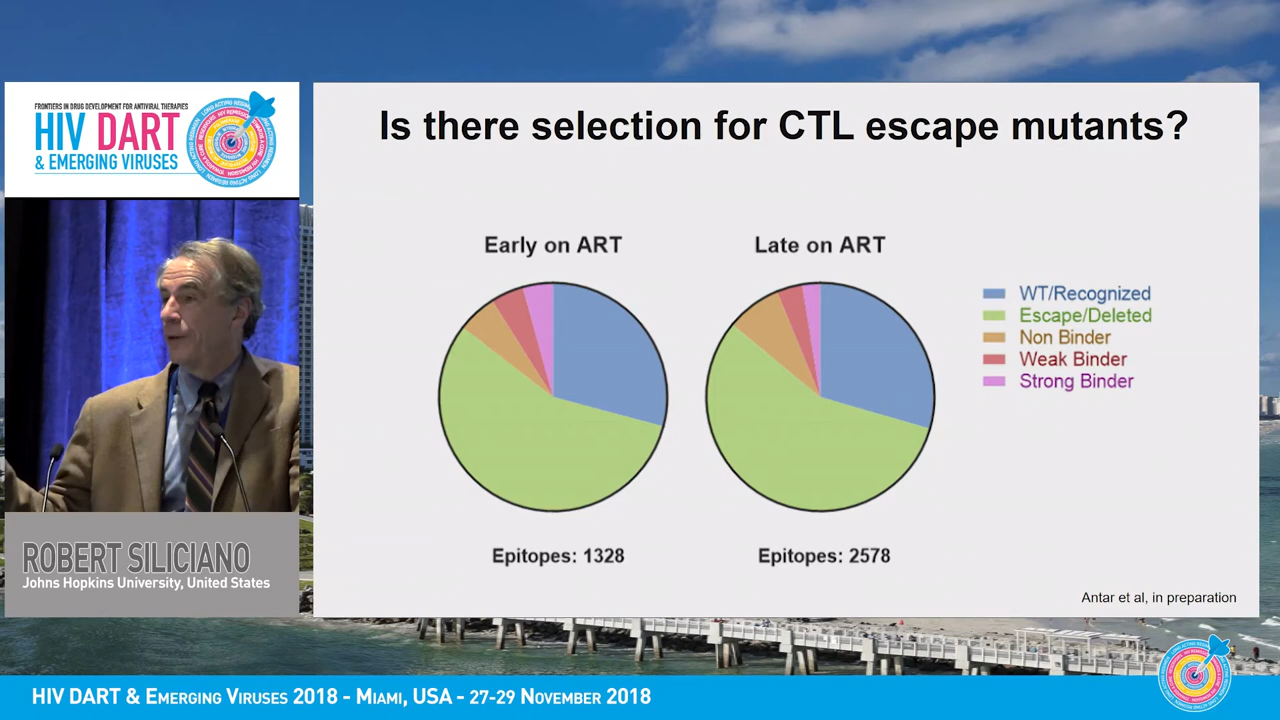 FRONTIERS IN DRUG DEVELOPMENT FOR ANTIVIRAL THERAPIES
HIV DART
& EMERGING VIRUSES
ROBERT SILICIANO
Johns Hopkins University, United States
Is there selection for CTL escape mutants?
Early on ART
Late on ART
WT/Recognized
Escape/Deleted
Non Binder
Weak Binder
Strong Binder
Epitopes: 1328
Epitopes: 2578
Antar et al, in preparation
HIV DART & EMERGING VIRUSES 2018 - MIAMI, USA - 27-29 NOVEMBER 2018